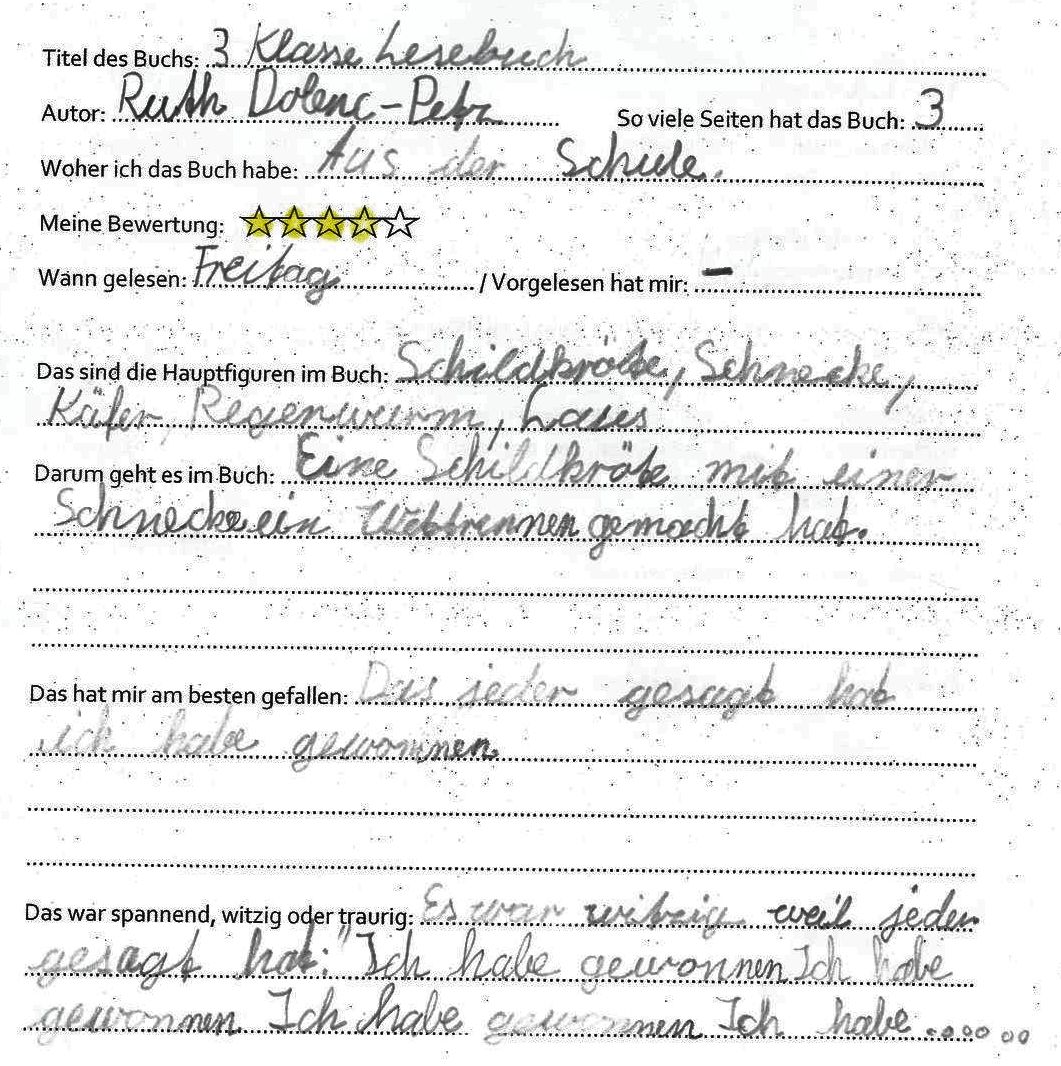 Titel des Buchs: 3 Klasse Lesebuch
Autor: Ruth Dolenc-Petz So viele Seiten hat das Buch: 3
Woher ich das Buch habe: Aus der Schule.
Meine Bewertung:
Wann gelesen: Freitag / Vorgelesen hat mir: –
Das sind die Hauptfiguren im Buch: Schildkröte, Schnecke,
Käfer, Regenwurm, Laus
Darum geht es im Buch: Eine Schildkröte mit einer
Schnecke ein Wettrennen gemacht hat.
Das hat mir am besten gefallen: Das jeder gesagt hat
ich habe gewonnen.
Das war spannend, witzig oder traurig: Es war witzig weil jeder
gesagt hat: "Ich habe gewonnen Ich habe
gewonnen Ich habe gewonnen Ich habe ........